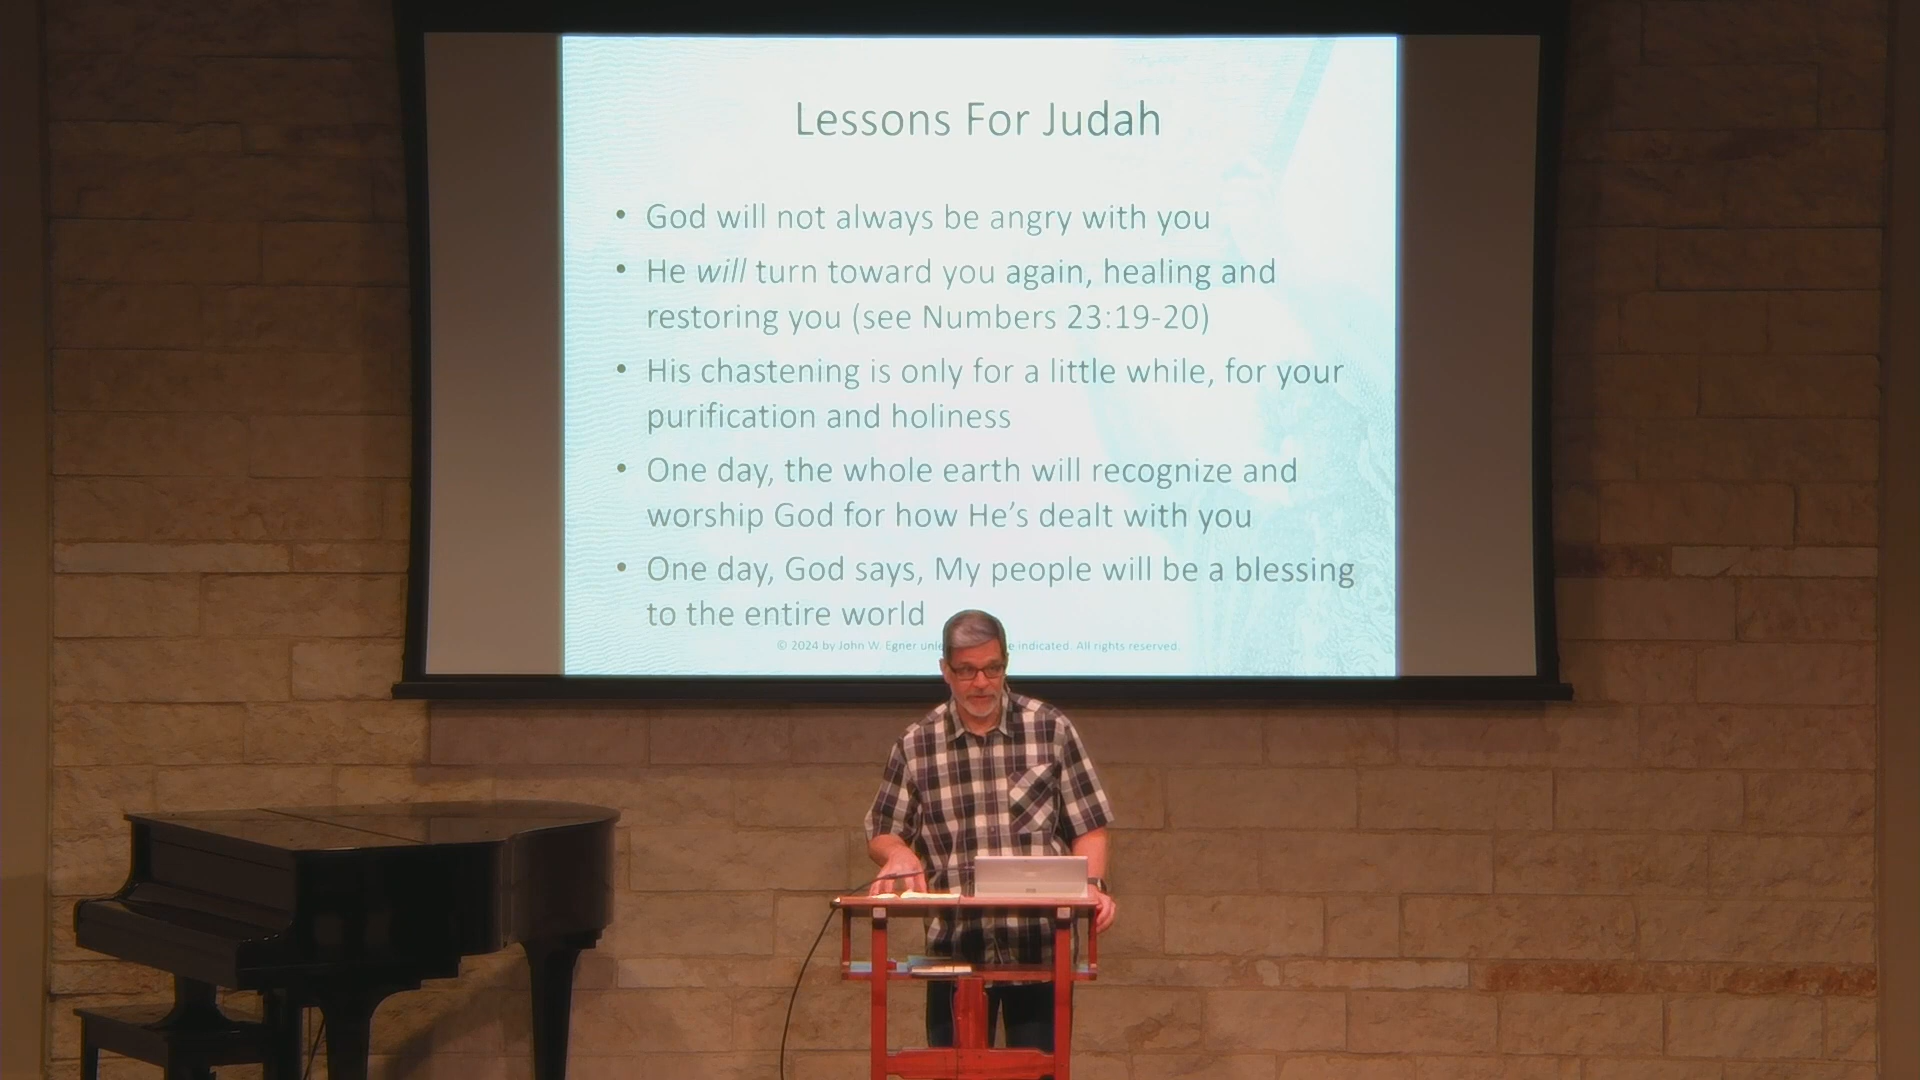 Lessons For Judah
• God will not always be angry with you
• He will turn toward you again, healing and
restoring you (see Numbers 23:19-20)
• His chastening is only for a little while, for your
purification and holiness
• One day, the whole earth will recognize and
worship God for how He's dealt with you
• One day, God says, My people will be a blessing
to the entire world
© 2024 by John W. Egner indicated. All rights reserved.